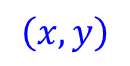 (x, y)